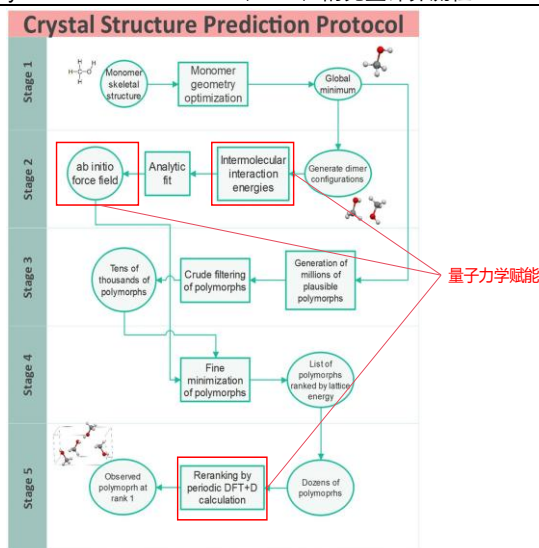 Crystal Structure Prediction Protocol
Stage 1
Monomer
skeletal
structure
Monomer
geometry
optimization
Global
minimum
Stage 2
ab initio
force field
Analytic
fit
Intermolecular
interaction
energies
Generate dimer
configurations
量子力学赋能
Stage 3
Tens of
thousands of
polymorphs
Crude filtering
of polymorphs
Generation of
millions of
plausible
polymorphs
Stage 4
Fine
minimization
of polymorphs
List of
polymorphs
ranked by lattice
energy
Stage 5
Observed
polymoprh at
rank 1
Reranking by
periodic DFT+D
calculation
Dozens of
polymoprhs